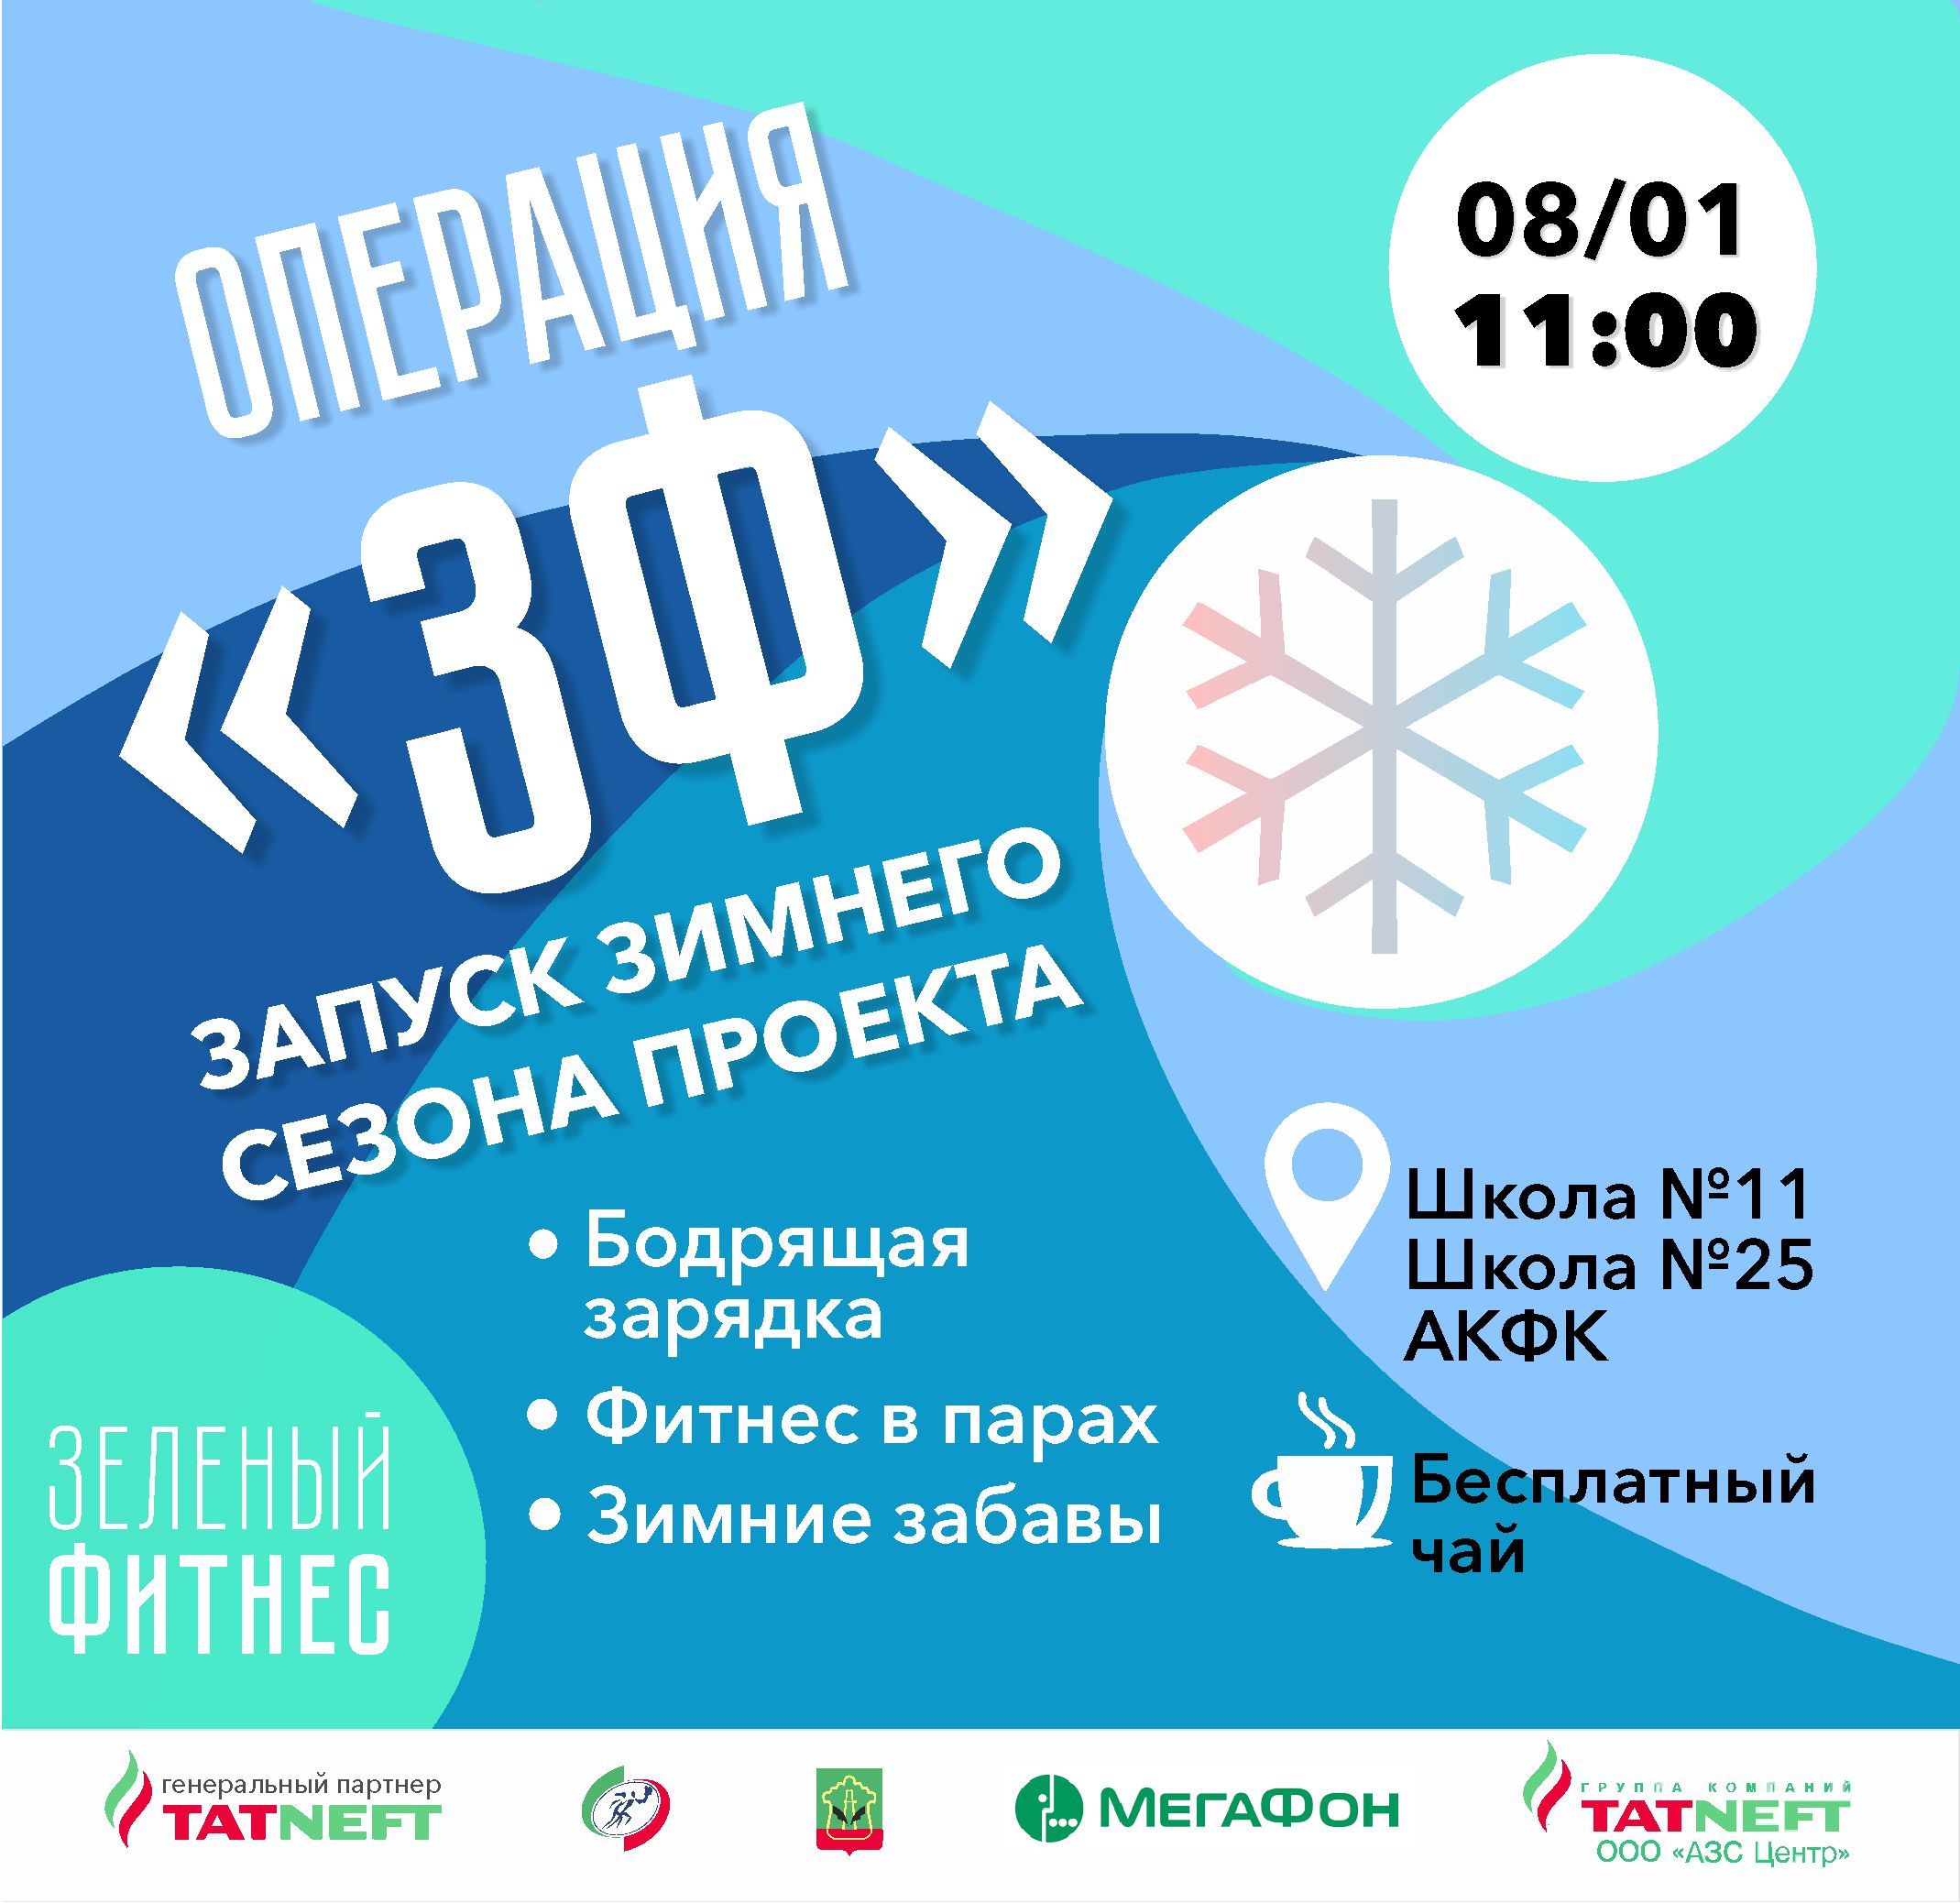 ОПЕРАЦИЯ
«ЗФ»
ЗАПУСК ЗИМНЕГО
СЕЗОНА ПРОЕКТА
08/01
11:00
• Бодрящая
зарядка
• Фитнес в парах
• Зимние забавы
Школа №11
Школа №25
АКФК
Бесплатный
чай
ЗЕЛЕНЫЙ
ФИТНЕС
генеральный партнер
TATNEFT
МЕГАФОН
ГРУППА КОМПАНИЙ
TATNEFT
ООО «АЗС Центр»